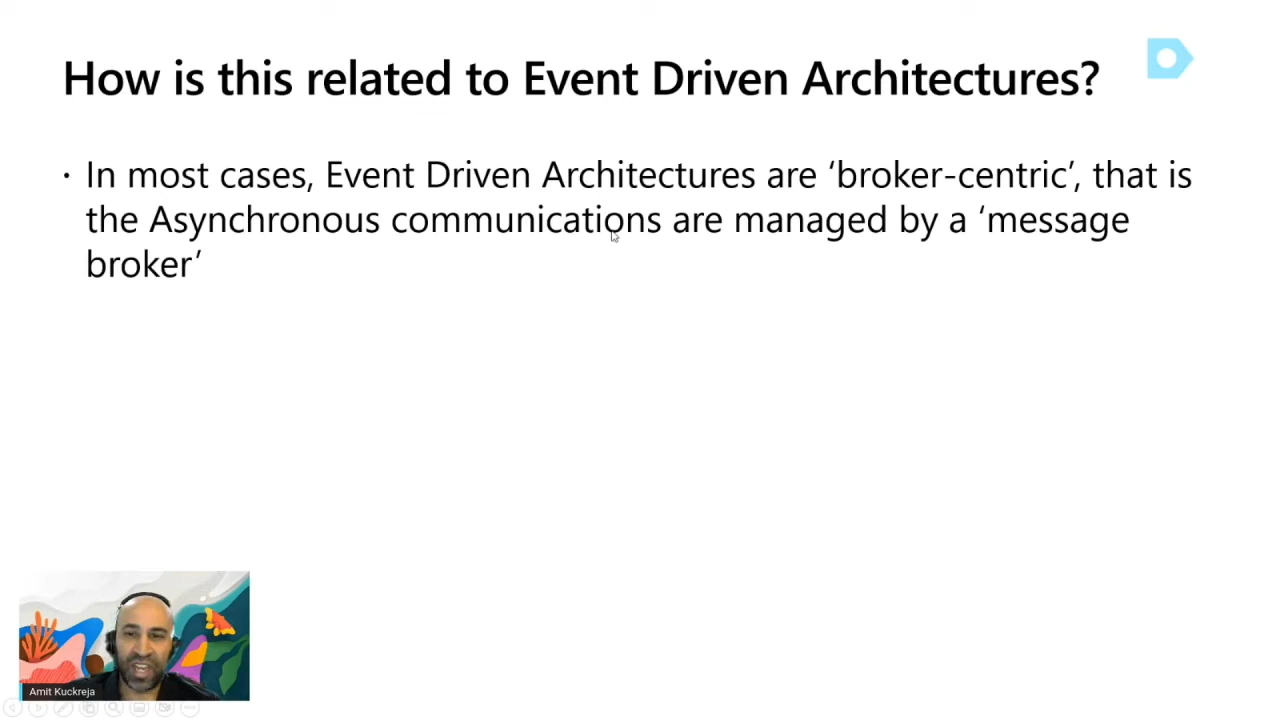 How is this related to Event Driven Architectures?
• In most cases, Event Driven Architectures are ‘broker-centric’, that is
the Asynchronous communications are managed by a ‘message
broker’
Amit Kuckreja